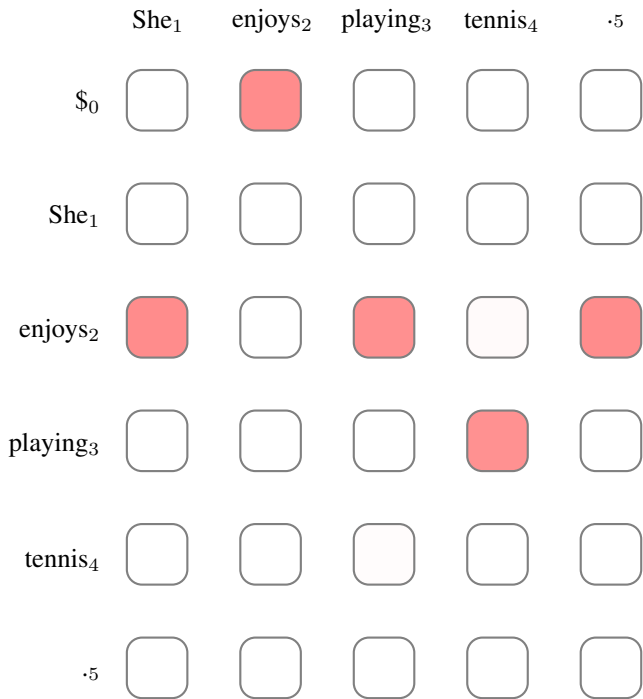 She₁ enjoys₂ playing₃ tennis₄ ·₅
$₀
She₁
enjoys₂
playing₃
tennis₄
·₅